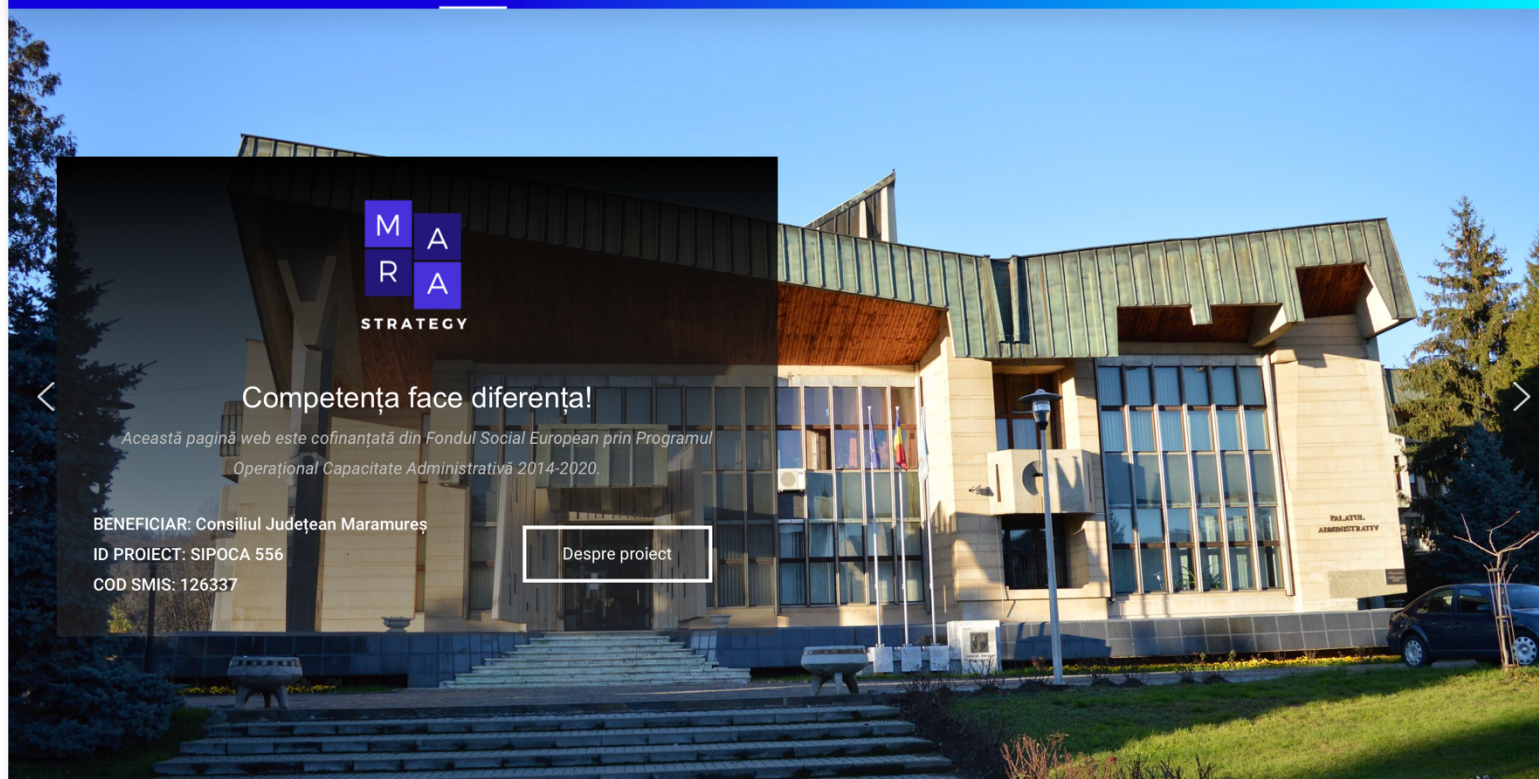 M A
R A
STRATEGY
Competența face diferența!
Această pagină web este cofinanțată din Fondul Social European prin Programul
Operațional Capacitate Administrativă 2014-2020.
BENEFICIAR: Consiliul Județean Maramureș
ID PROIECT: SIPOCA 556
COD SMIS: 126337
Despre proiect
PALATUL
ADMINISTRATIV